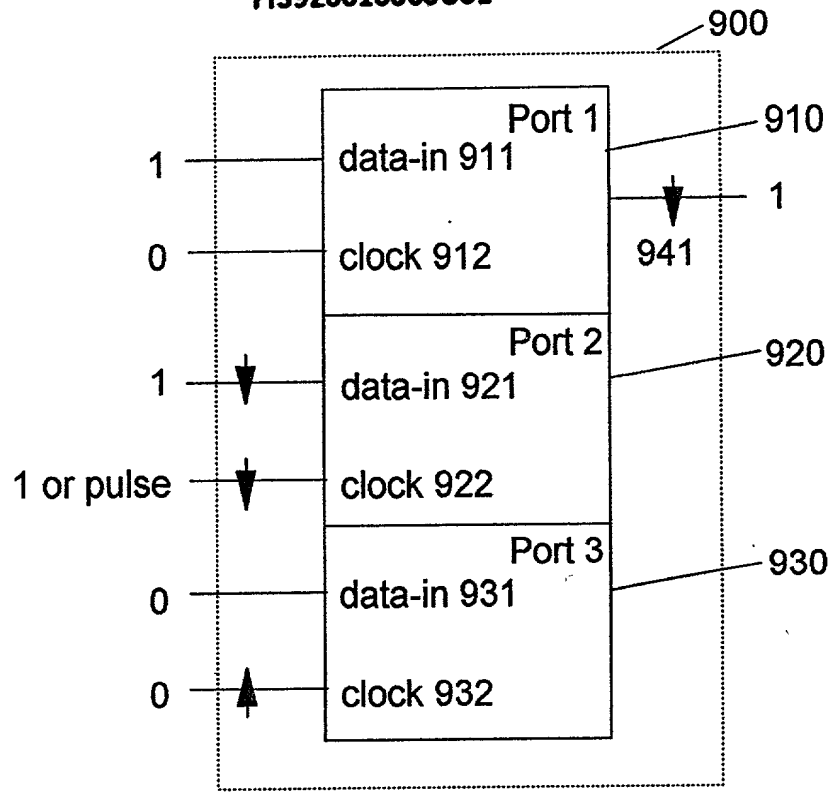 900
Port 1
910
1
data-in 911
1
0
clock 912
941
Port 2
920
1
data-in 921
1 or pulse
clock 922
Port 3
930
0
data-in 931
0
clock 932